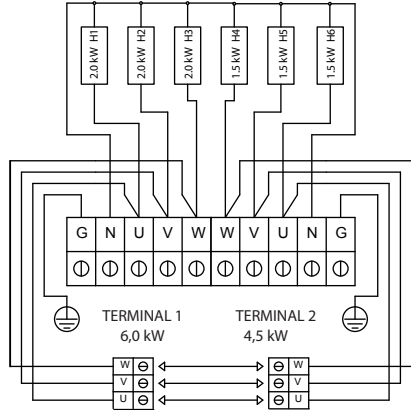 2.0 kW H1
2.0 kW H2
2.0 kW H3
1.5 kW H4
1.5 kW H5
1.5 kW H6
G N U V W W V U N G
TERMINAL 1 TERMINAL 2
6,0 kW 4,5 kW
W W
V V
U U